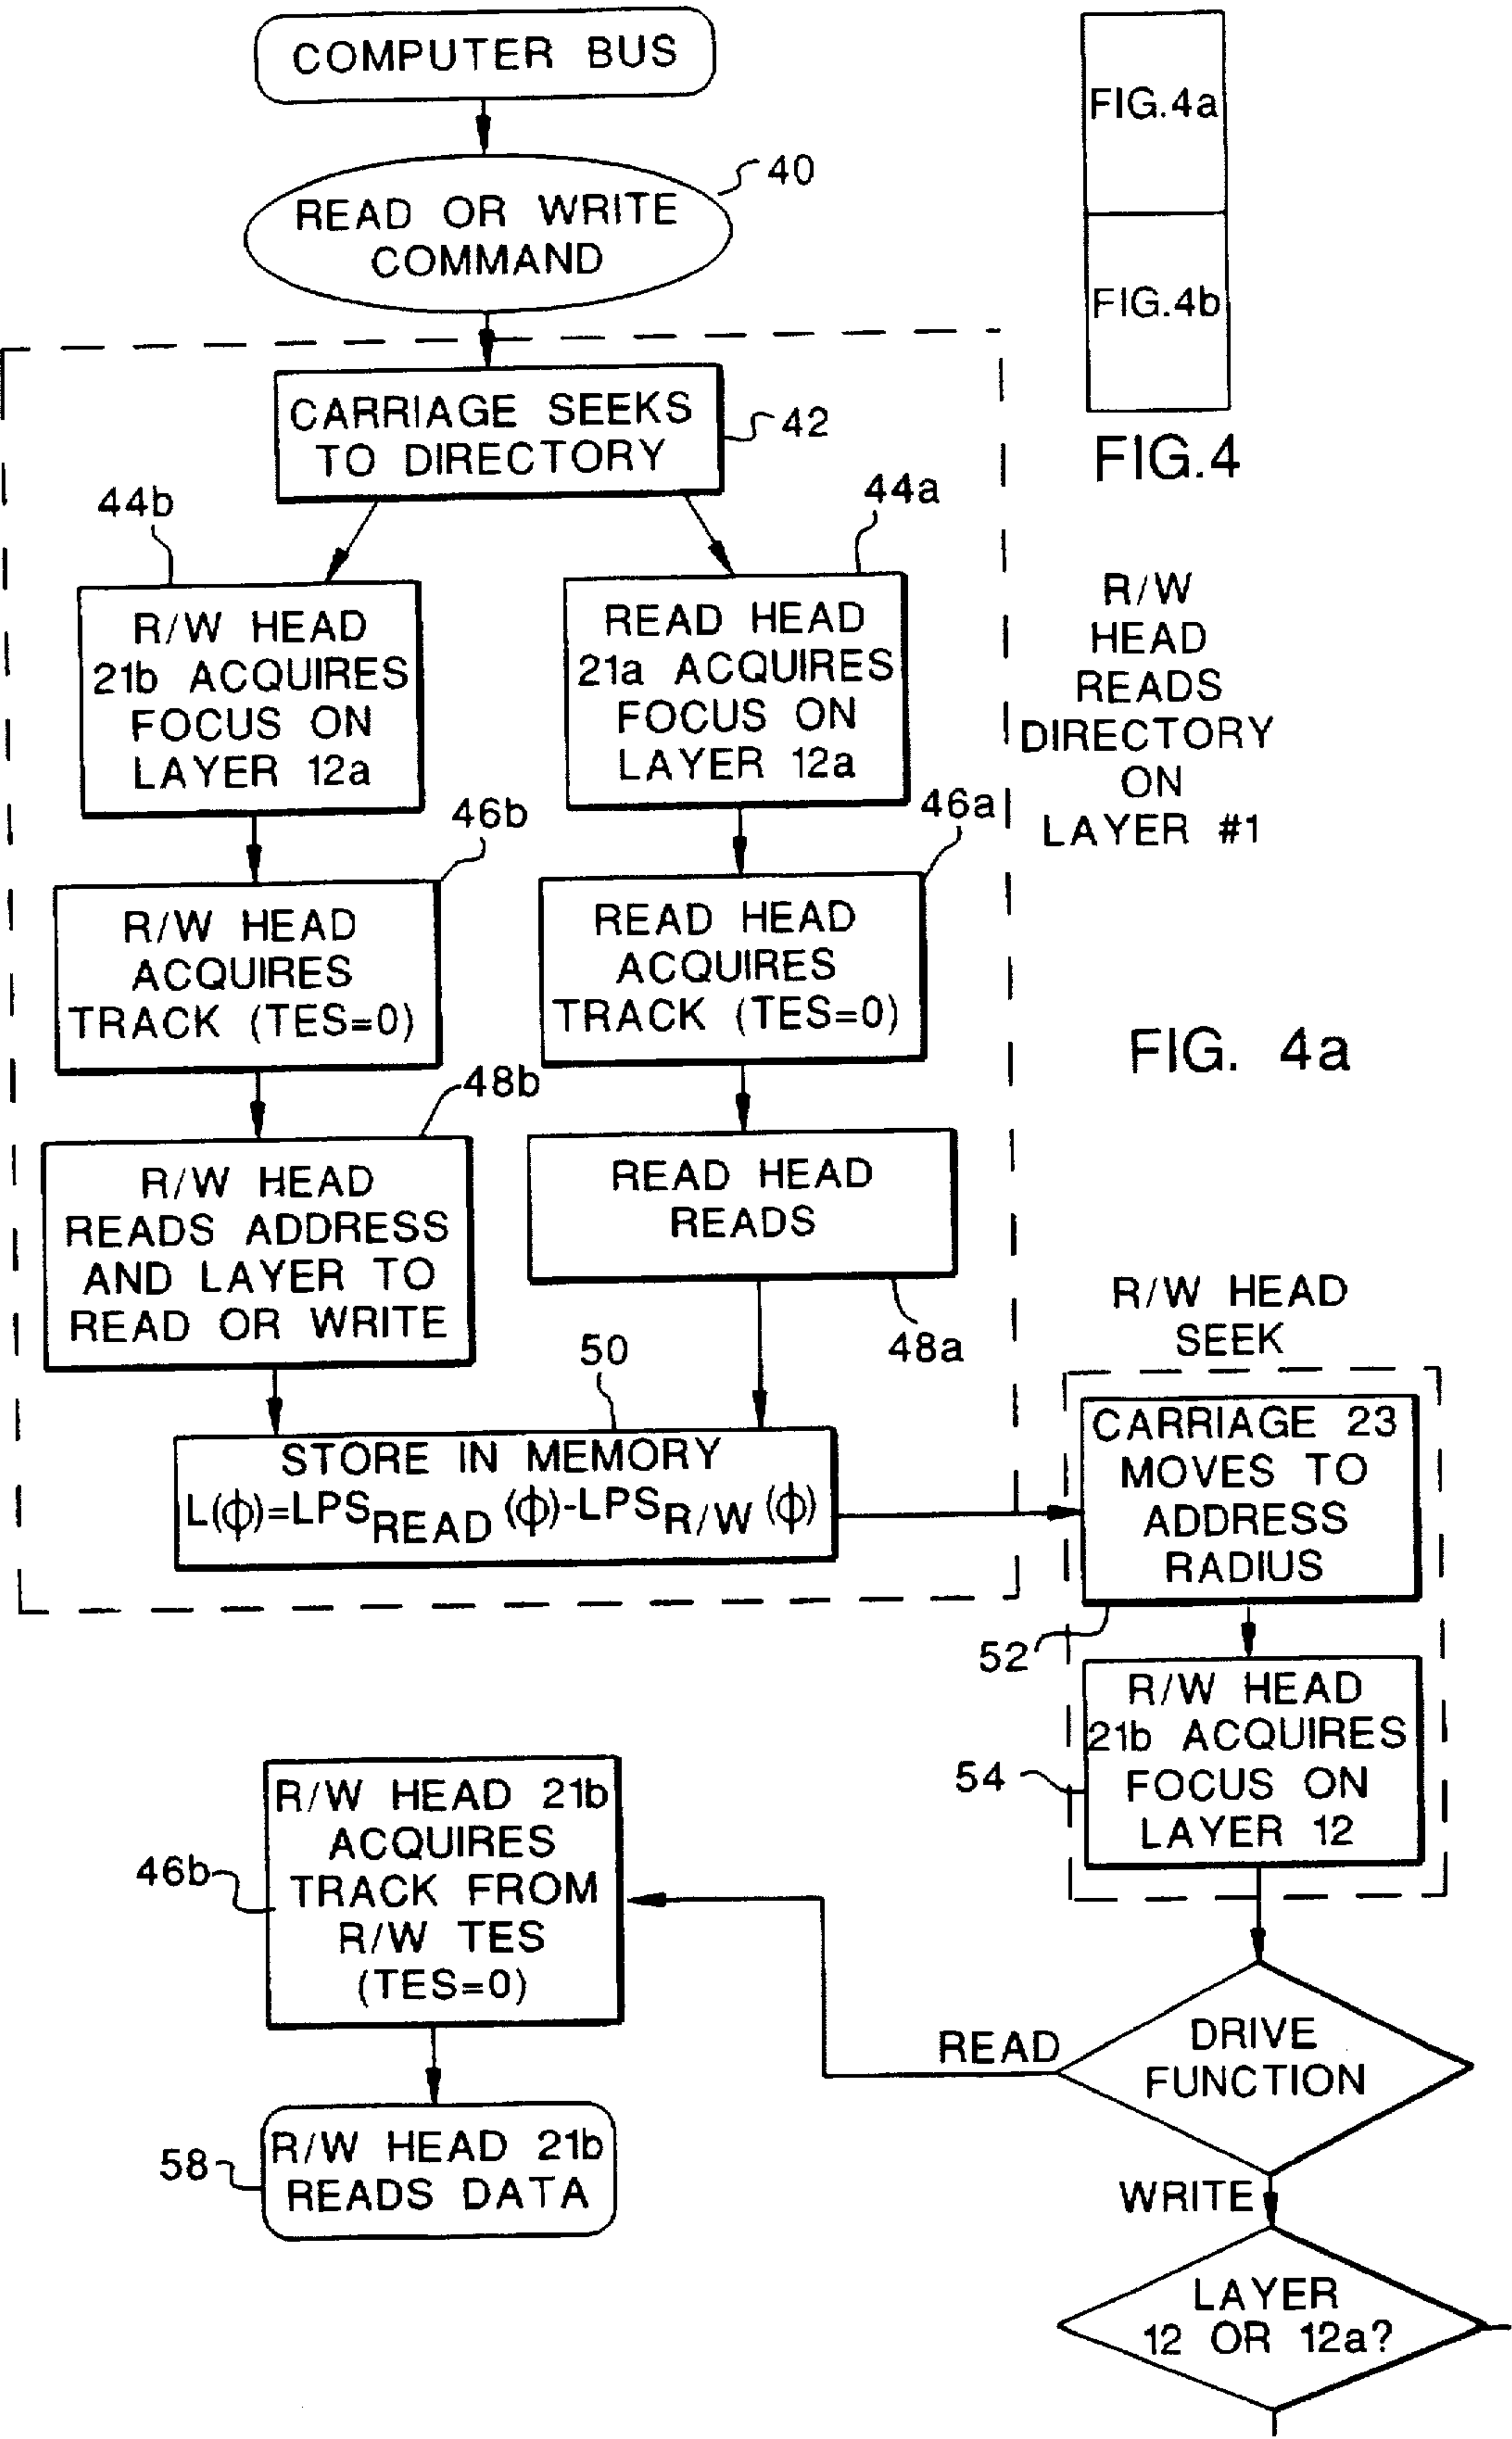 COMPUTER BUS
FIG.4a
40
READ OR WRITE
COMMAND
FIG.4b
FIG.4
CARRIAGE SEEKS
TO DIRECTORY
42
44b
44a
R/W HEAD
21b ACQUIRES
FOCUS ON
LAYER 12a
READ HEAD
21a ACQUIRES
FOCUS ON
LAYER 12a
R/W
HEAD
READS
DIRECTORY
ON
LAYER #1
46b
46a
R/W HEAD
ACQUIRES
TRACK (TES=0)
READ HEAD
ACQUIRES
TRACK (TES=0)
FIG. 4a
48b
R/W HEAD
READS ADDRESS
AND LAYER TO
READ OR WRITE
READ HEAD
READS
48a
50
STORE IN MEMORY
L(ϕ)=LPS READ (ϕ)-LPS R/W (ϕ)
R/W HEAD
SEEK
CARRIAGE 23
MOVES TO
ADDRESS
RADIUS
52
R/W HEAD
21b ACQUIRES
FOCUS ON
LAYER 12
54
R/W HEAD 21b
ACQUIRES
TRACK FROM
R/W TES
(TES=0)
46b
DRIVE
FUNCTION
READ
R/W HEAD 21b
READS DATA
58
WRITE
LAYER
12 OR 12a?